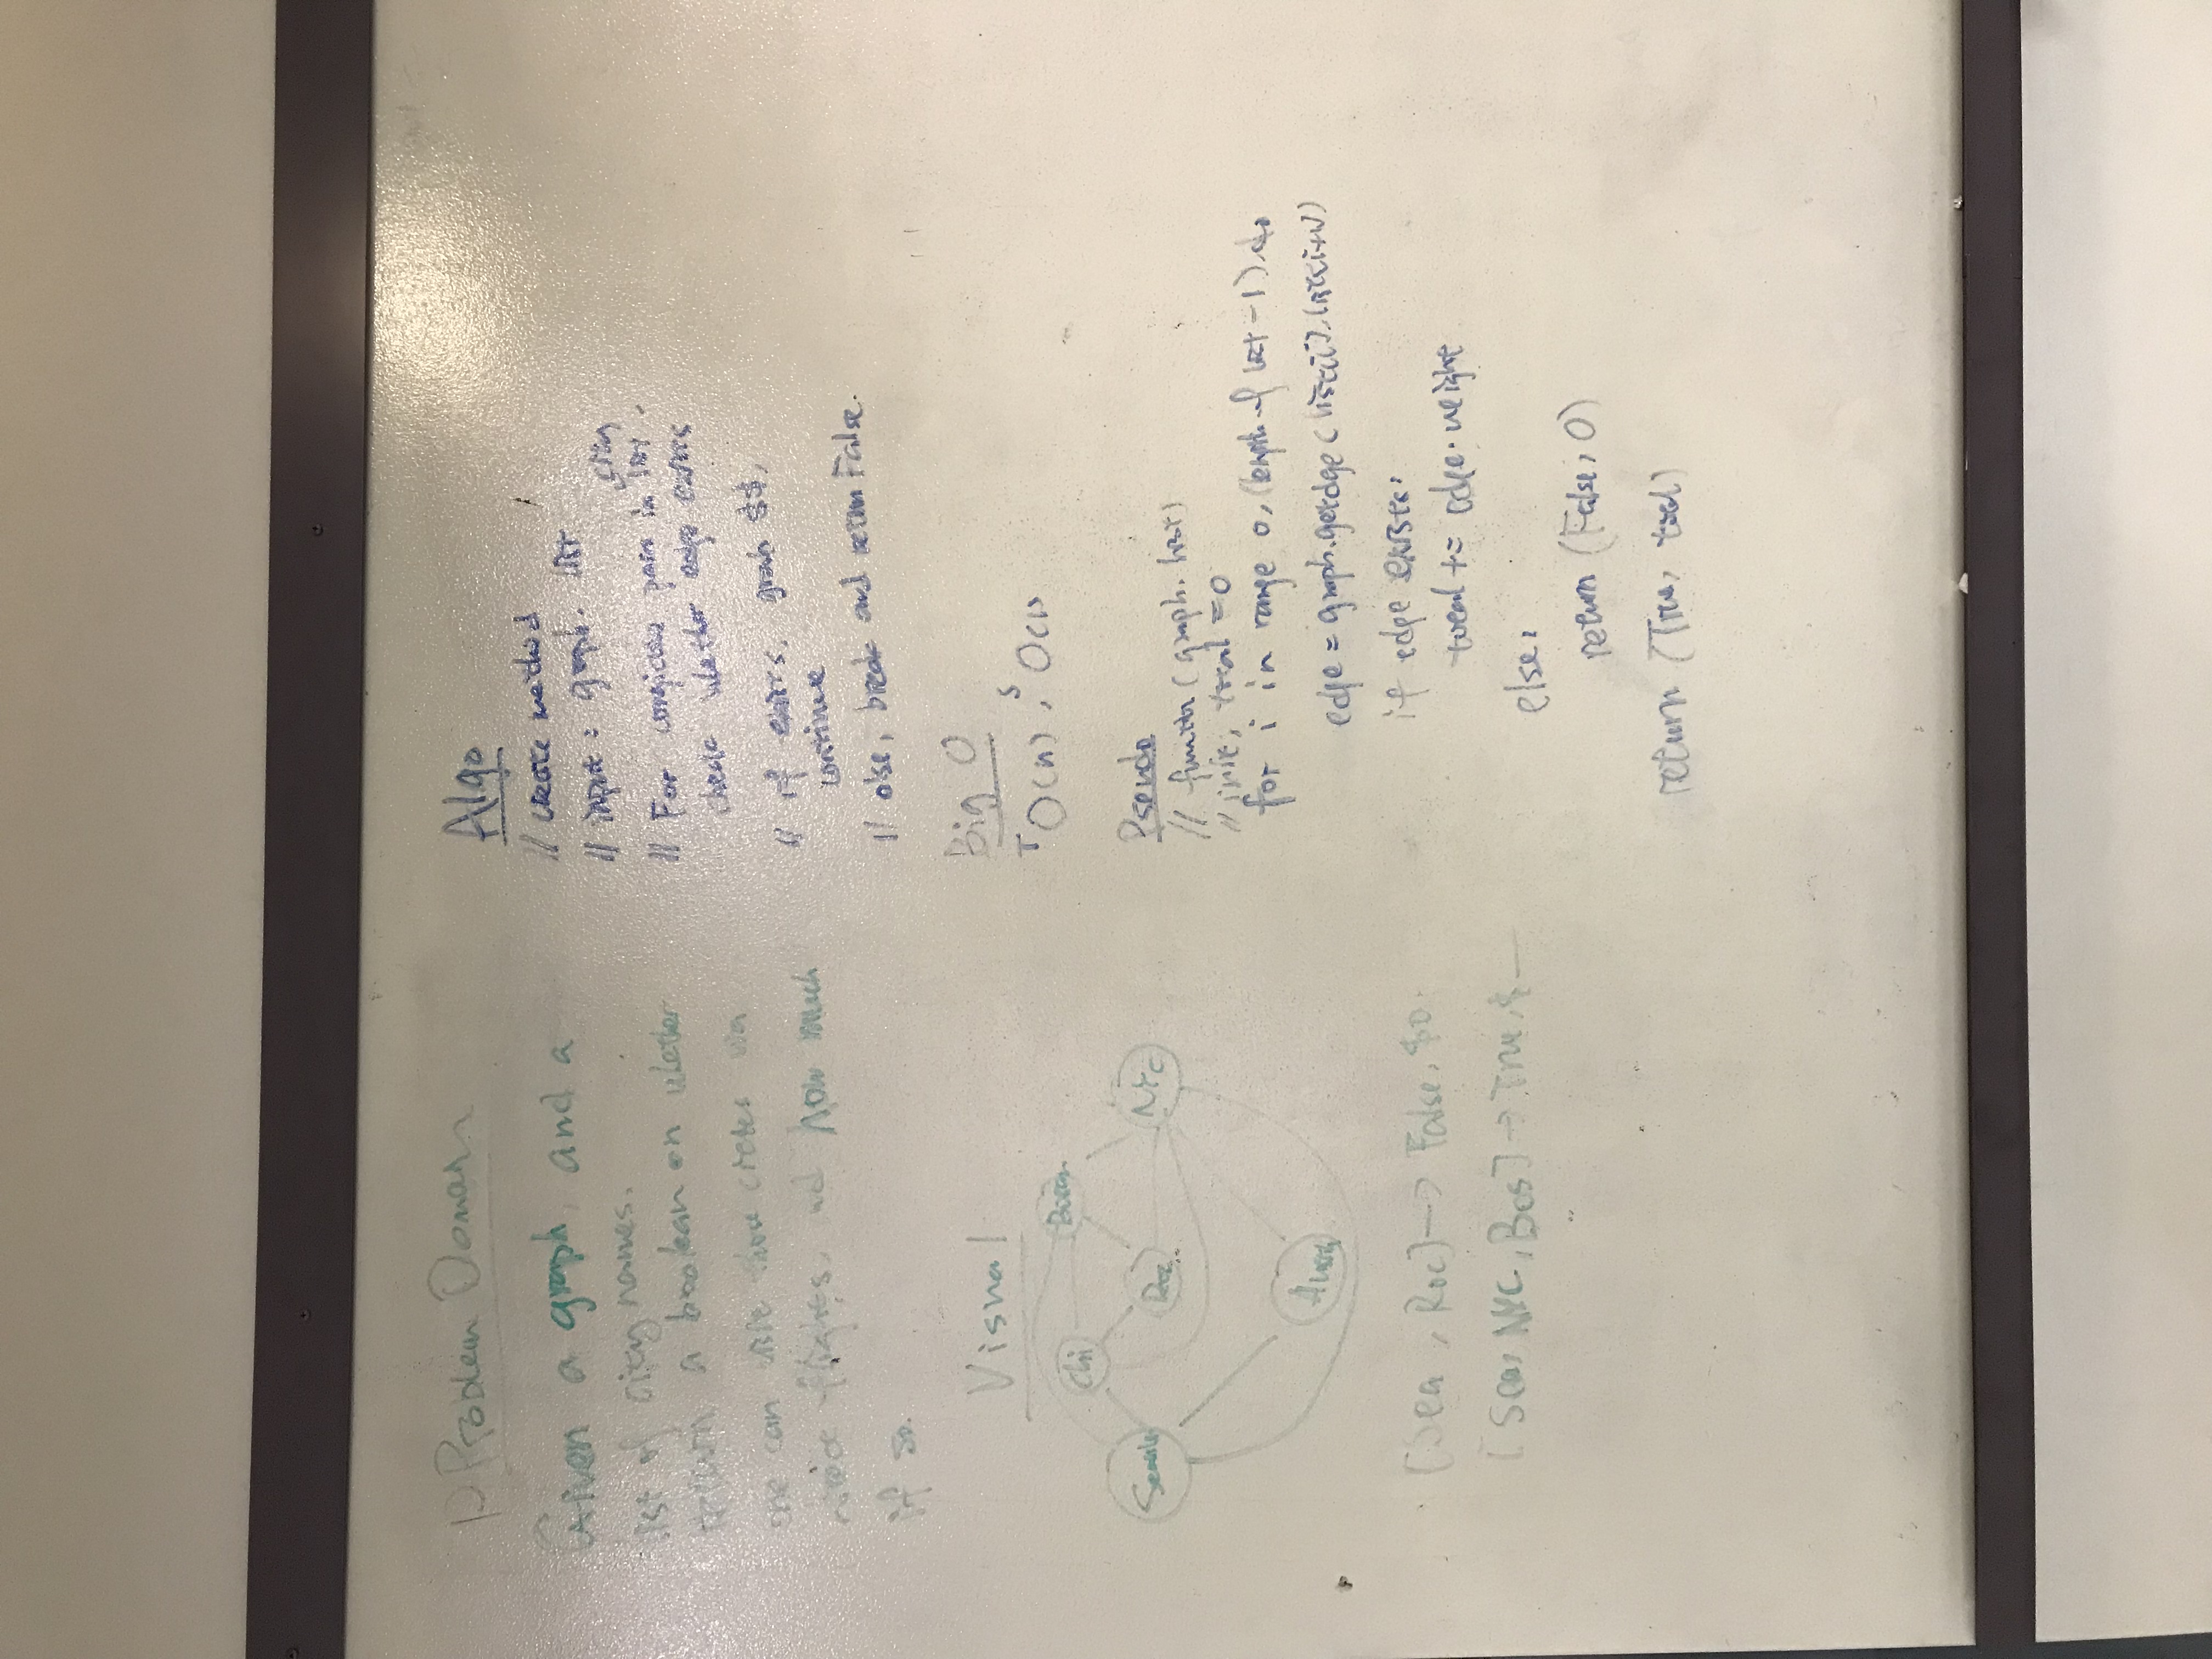 Problem Domain
Given a graph, and a
list of city names.
return a boolean on whether
one can visit those cities via
direct flights, and how much
if so.
Visual
Chi
Boston
Seattle
Roc
NYC
Austin
[Sea, Roc] → False, $0.
[Sea, NYC, Bos] → True, $
Algo
// create method
// input: graph. list
city
// For pair in list.
check whether edge exists
// if exists, grab $$,
continue
// else, break and return False.
Big O
T O(n), S O(1)
Pseudo
// function (graph. list)
// init, total = 0
for i in range 0, (length of list - 1), do
edge = graph.getedge (list[i], list[i+1])
if edge exists:
total += edge.weight
else:
return (False, 0)
return (True, total)